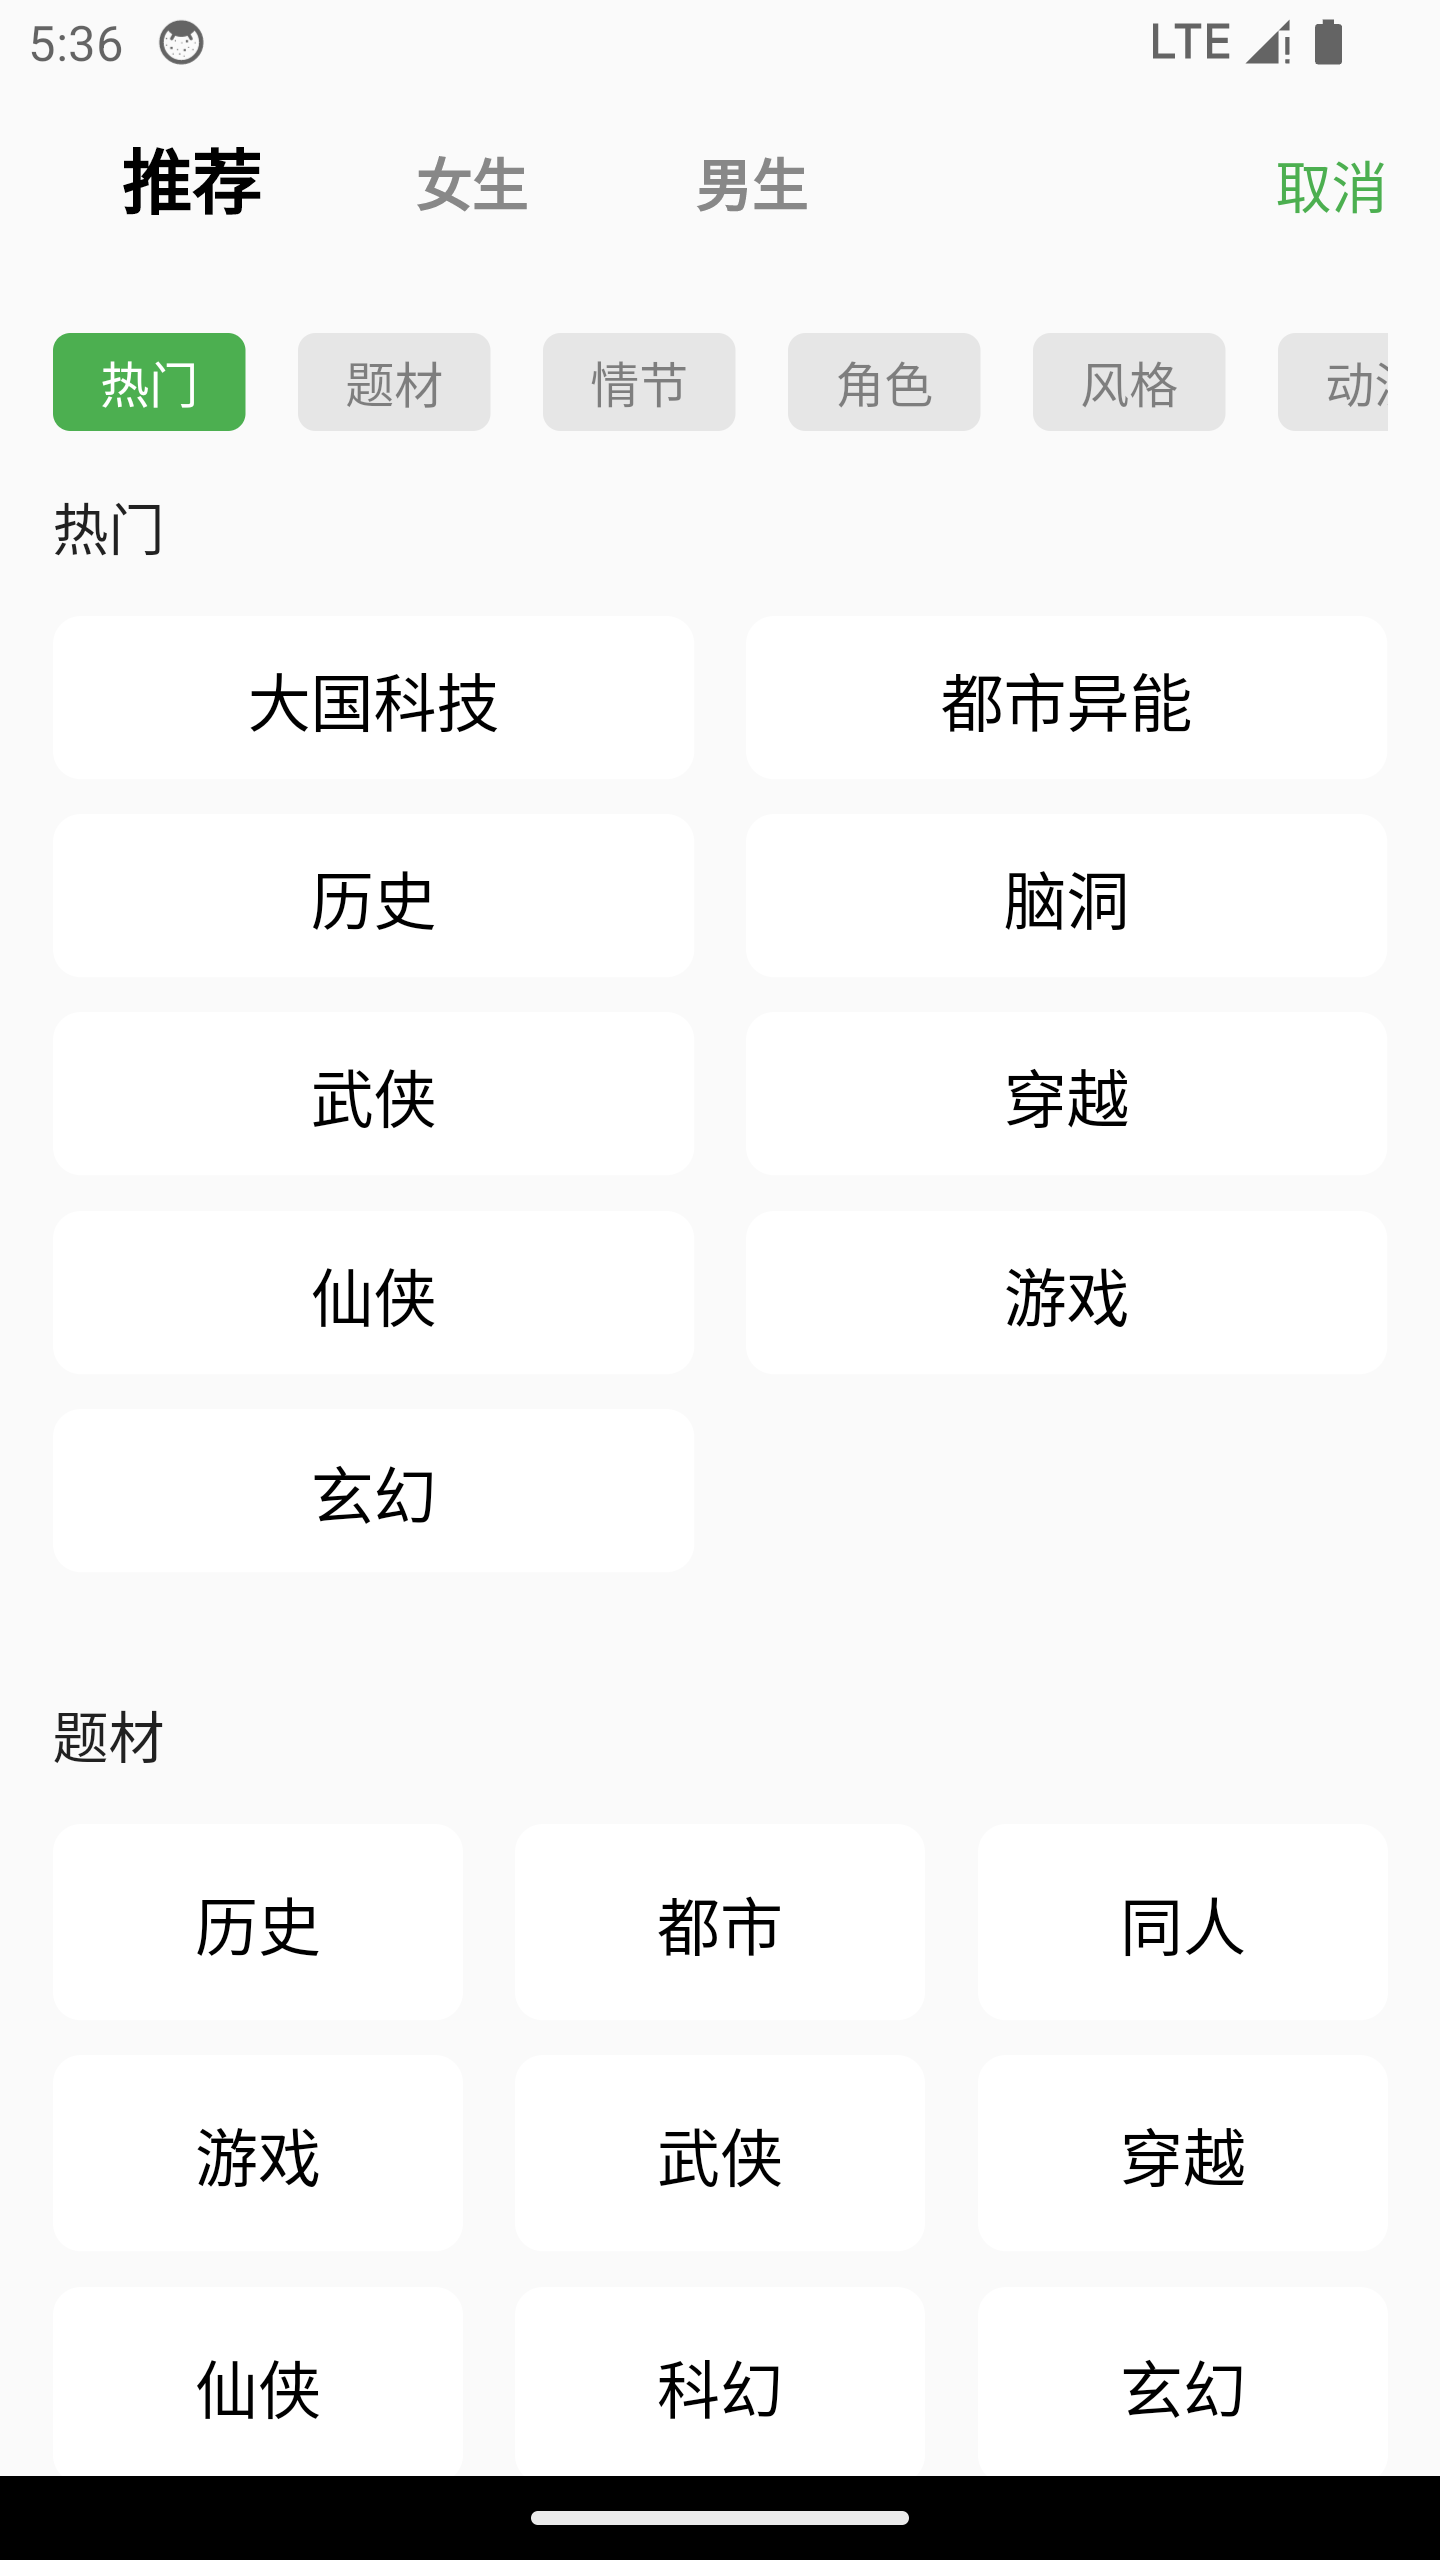 5:36 LTE
推荐 女生 男生 取消
热门 题材 情节 角色 风格 动
热门
大国科技 都市异能
历史 脑洞
武侠 穿越
仙侠 游戏
玄幻
题材
历史 都市 同人
游戏 武侠 穿越
仙侠 科幻 玄幻